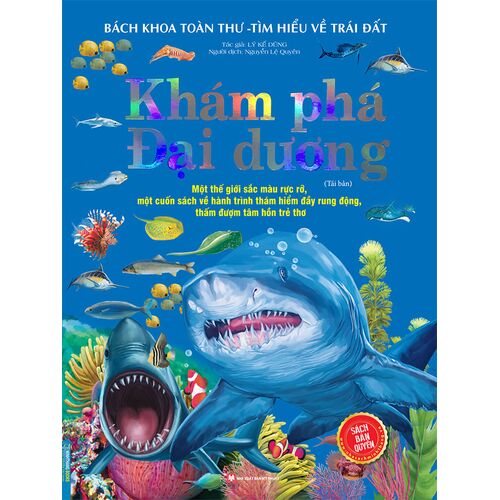 BÁCH KHOA TOÀN THƯ -TÌM HIỂU VỀ TRÁI ĐẤT
Tác giả: LÝ KẾ DŨNG
Người dịch: Nguyễn Lệ Quyên
Khám phá
Đại dương
(Tái bản)
Một thế giới sắc màu rực rỡ,
một cuốn sách về hành trình thám hiểm đầy rung động,
thấm đượm tâm hồn trẻ thơ
SÁCH BẢN QUYỀN